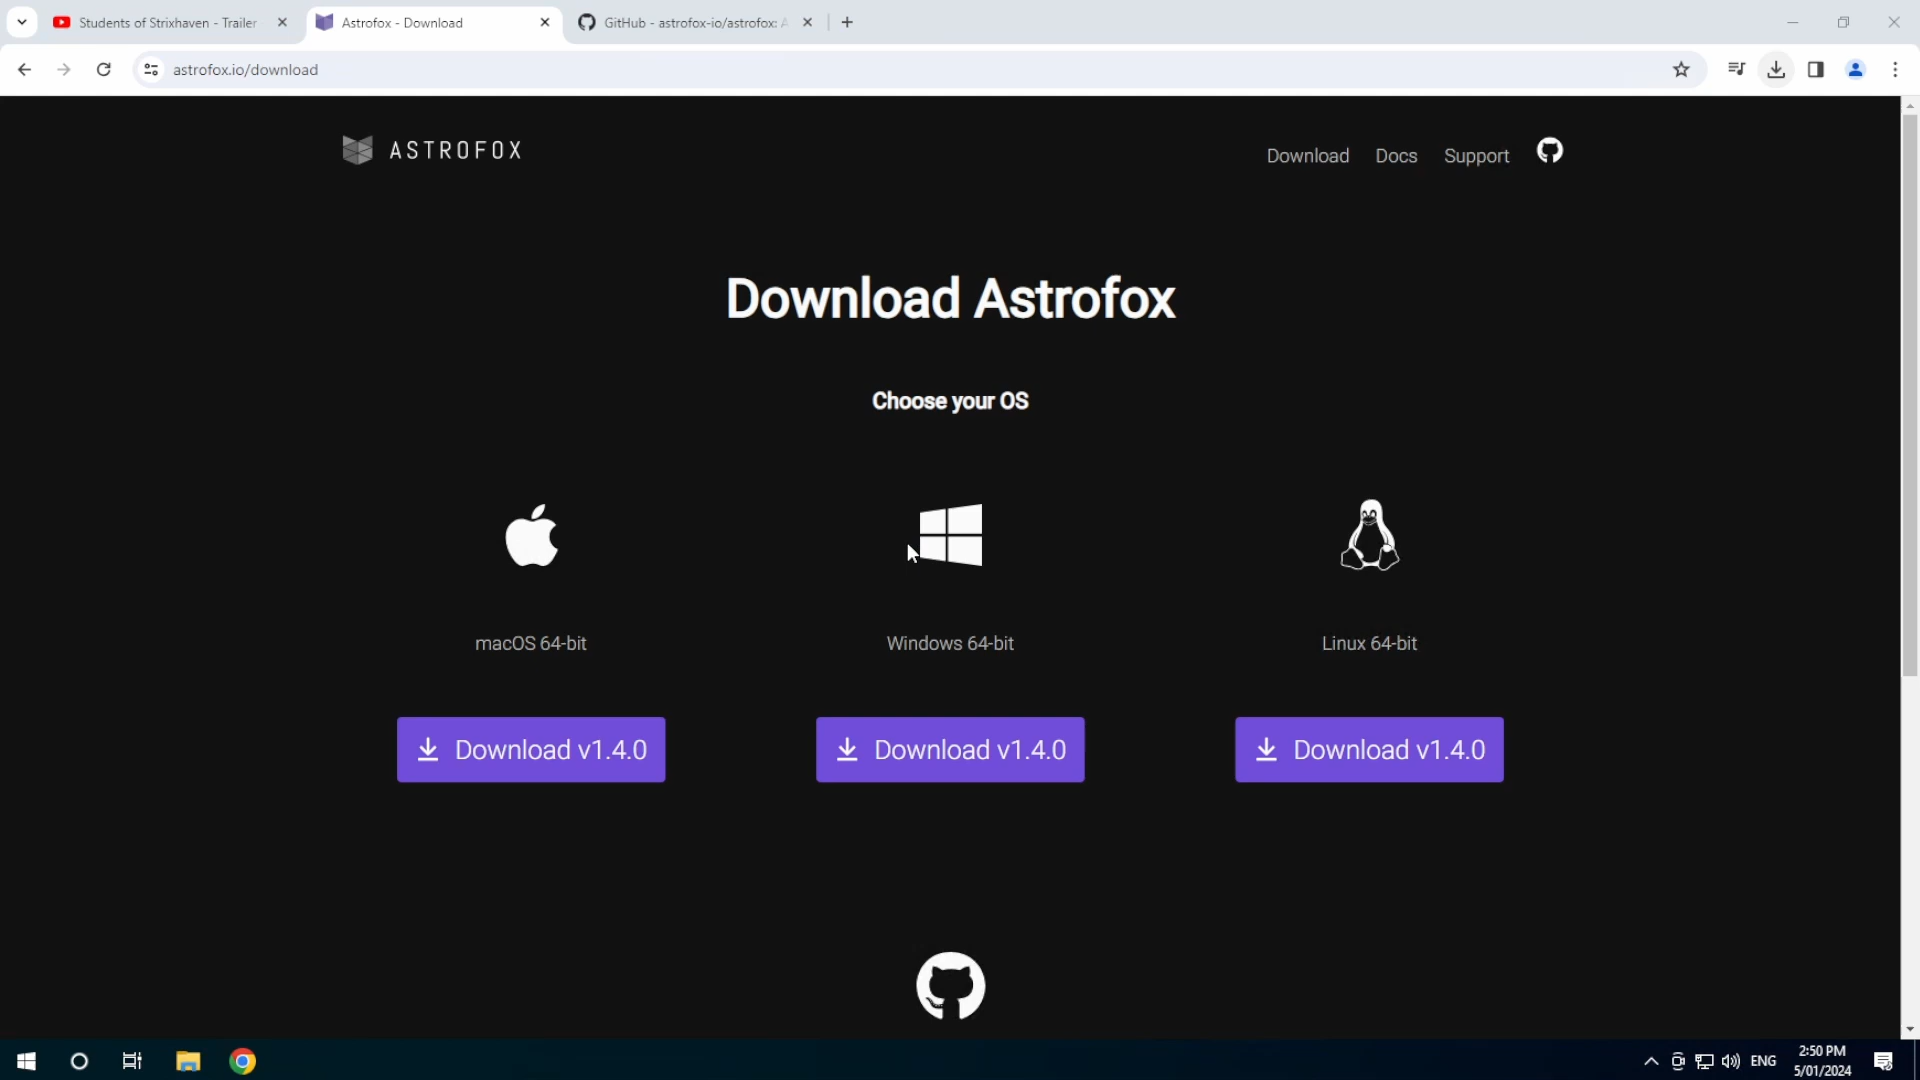 Students of Strixhaven - Trailer
Astrofox - Download
GitHub - astrofox-io/astrofox: A
astrofox.io/download
ASTROFOX
Download Docs Support
Download Astrofox
Choose your OS
macOS 64-bit
Windows 64-bit
Linux 64-bit
Download v1.4.0
Download v1.4.0
Download v1.4.0
ENG
2:50 PM
5/01/2024